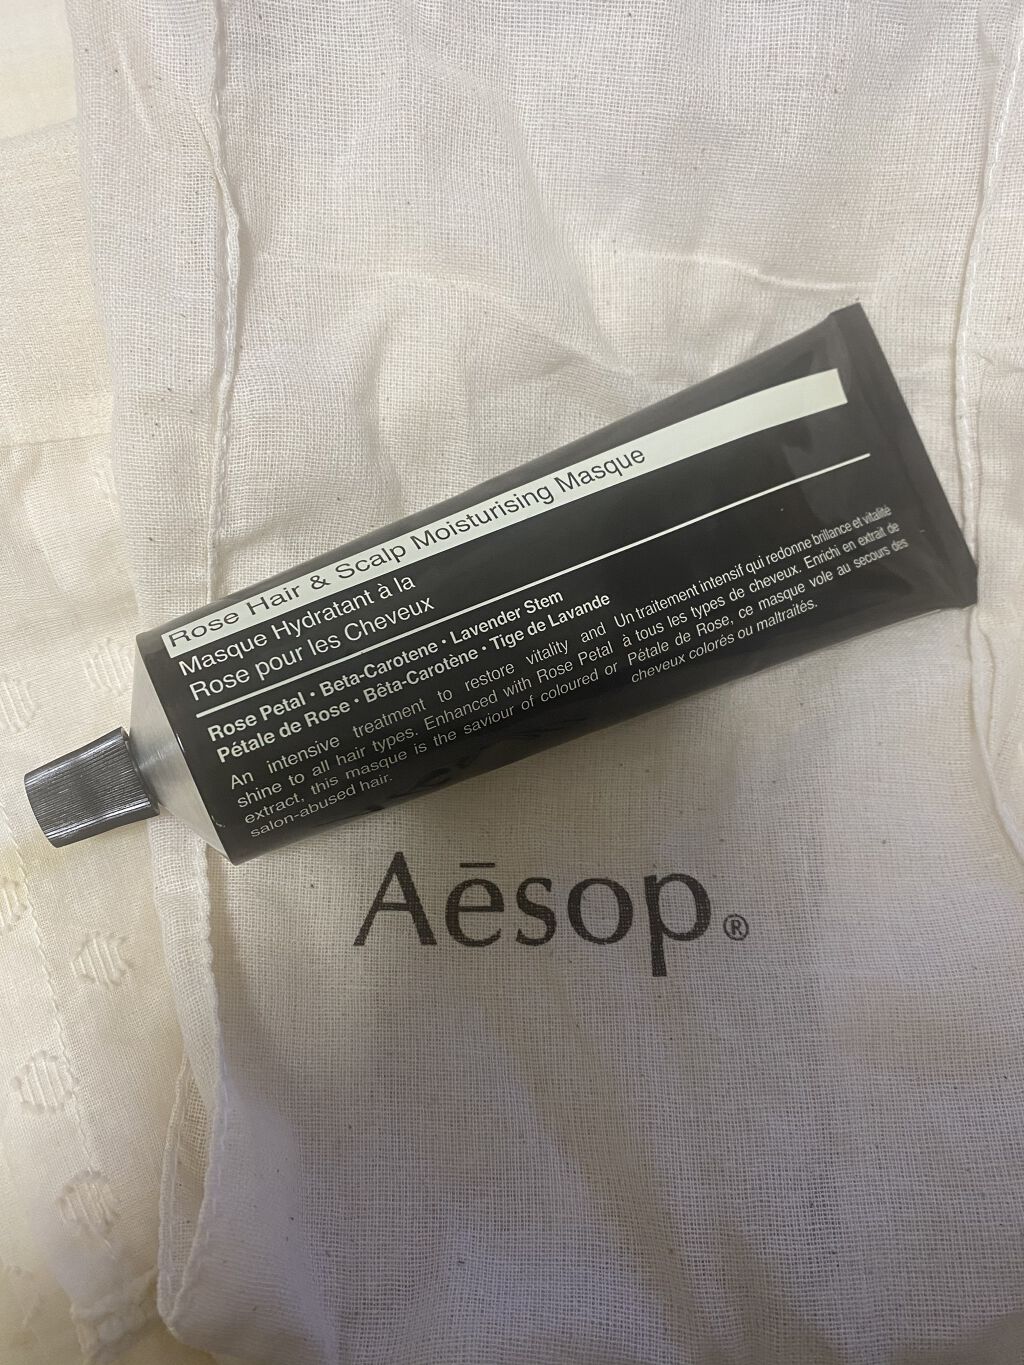 Rose Hair & Scalp Moisturising Masque
Masque Hydratant à la
Rose pour les Cheveux
Rose Petal • Beta-Carotene • Lavender Stem
Pétale de Rose • Bêta-Carotène • Tige de Lavande
An intensive treatment to restore vitality and
shine to all hair types. Enhanced with Rose Petal
extract, this masque is the saviour of coloured or
salon-abused hair.
Un traitement intensif qui redonne brillance et vitalité
à tous les types de cheveux. Enrichi en extrait de
Pétale de Rose, ce masque vole au secours des
cheveux colorés ou maltraités.
Aēsop®